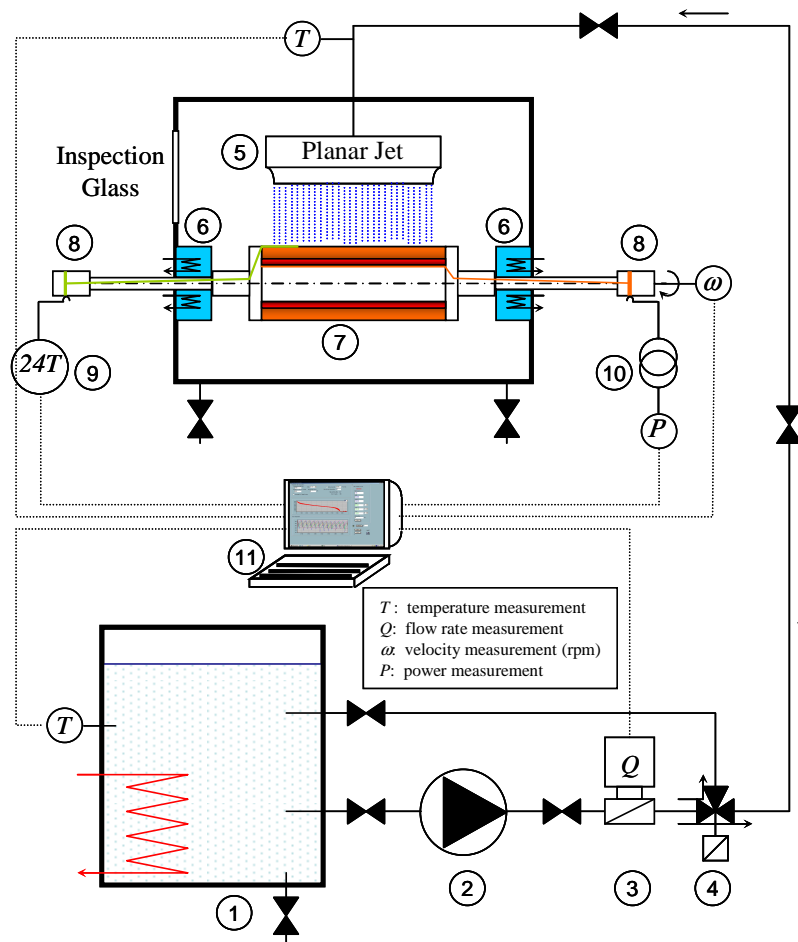 T
5
Planar Jet
Inspection
Glass
6
6
8
8
ω
7
24T
9
10
P
11
T : temperature measurement
Q: flow rate measurement
ω: velocity measurement (rpm)
P: power measurement
T
Q
1
2
3
4